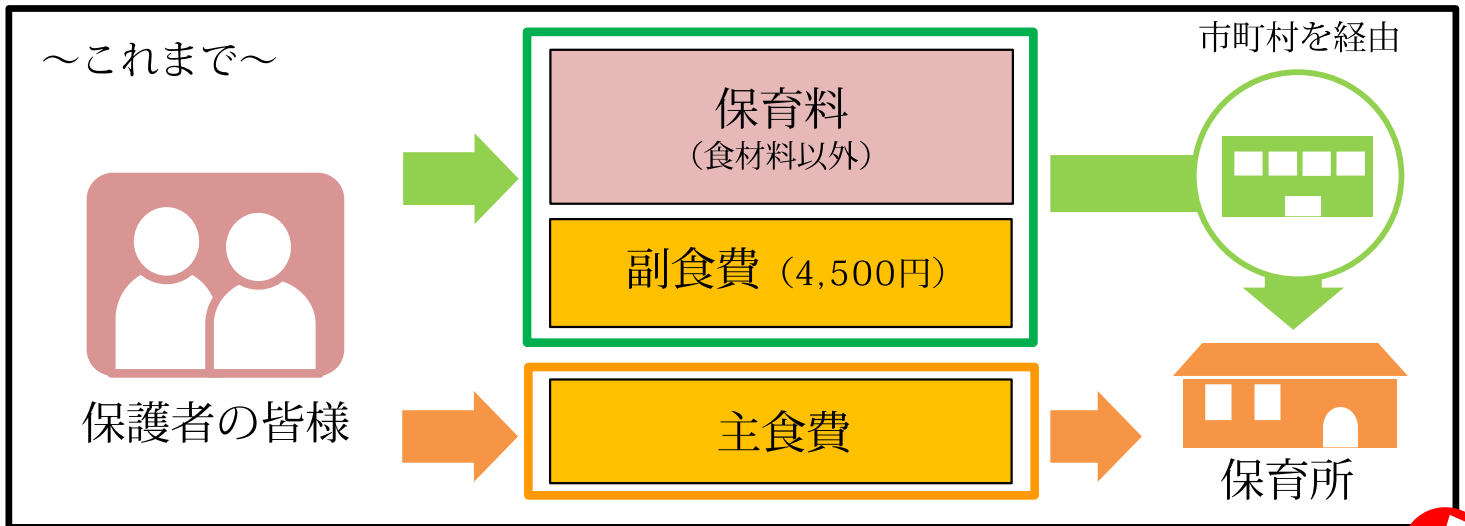 ～これまで～
市町村を経由
保育料
（食材料以外）
副食費（4,500円）
保護者の皆様
主食費
保育所